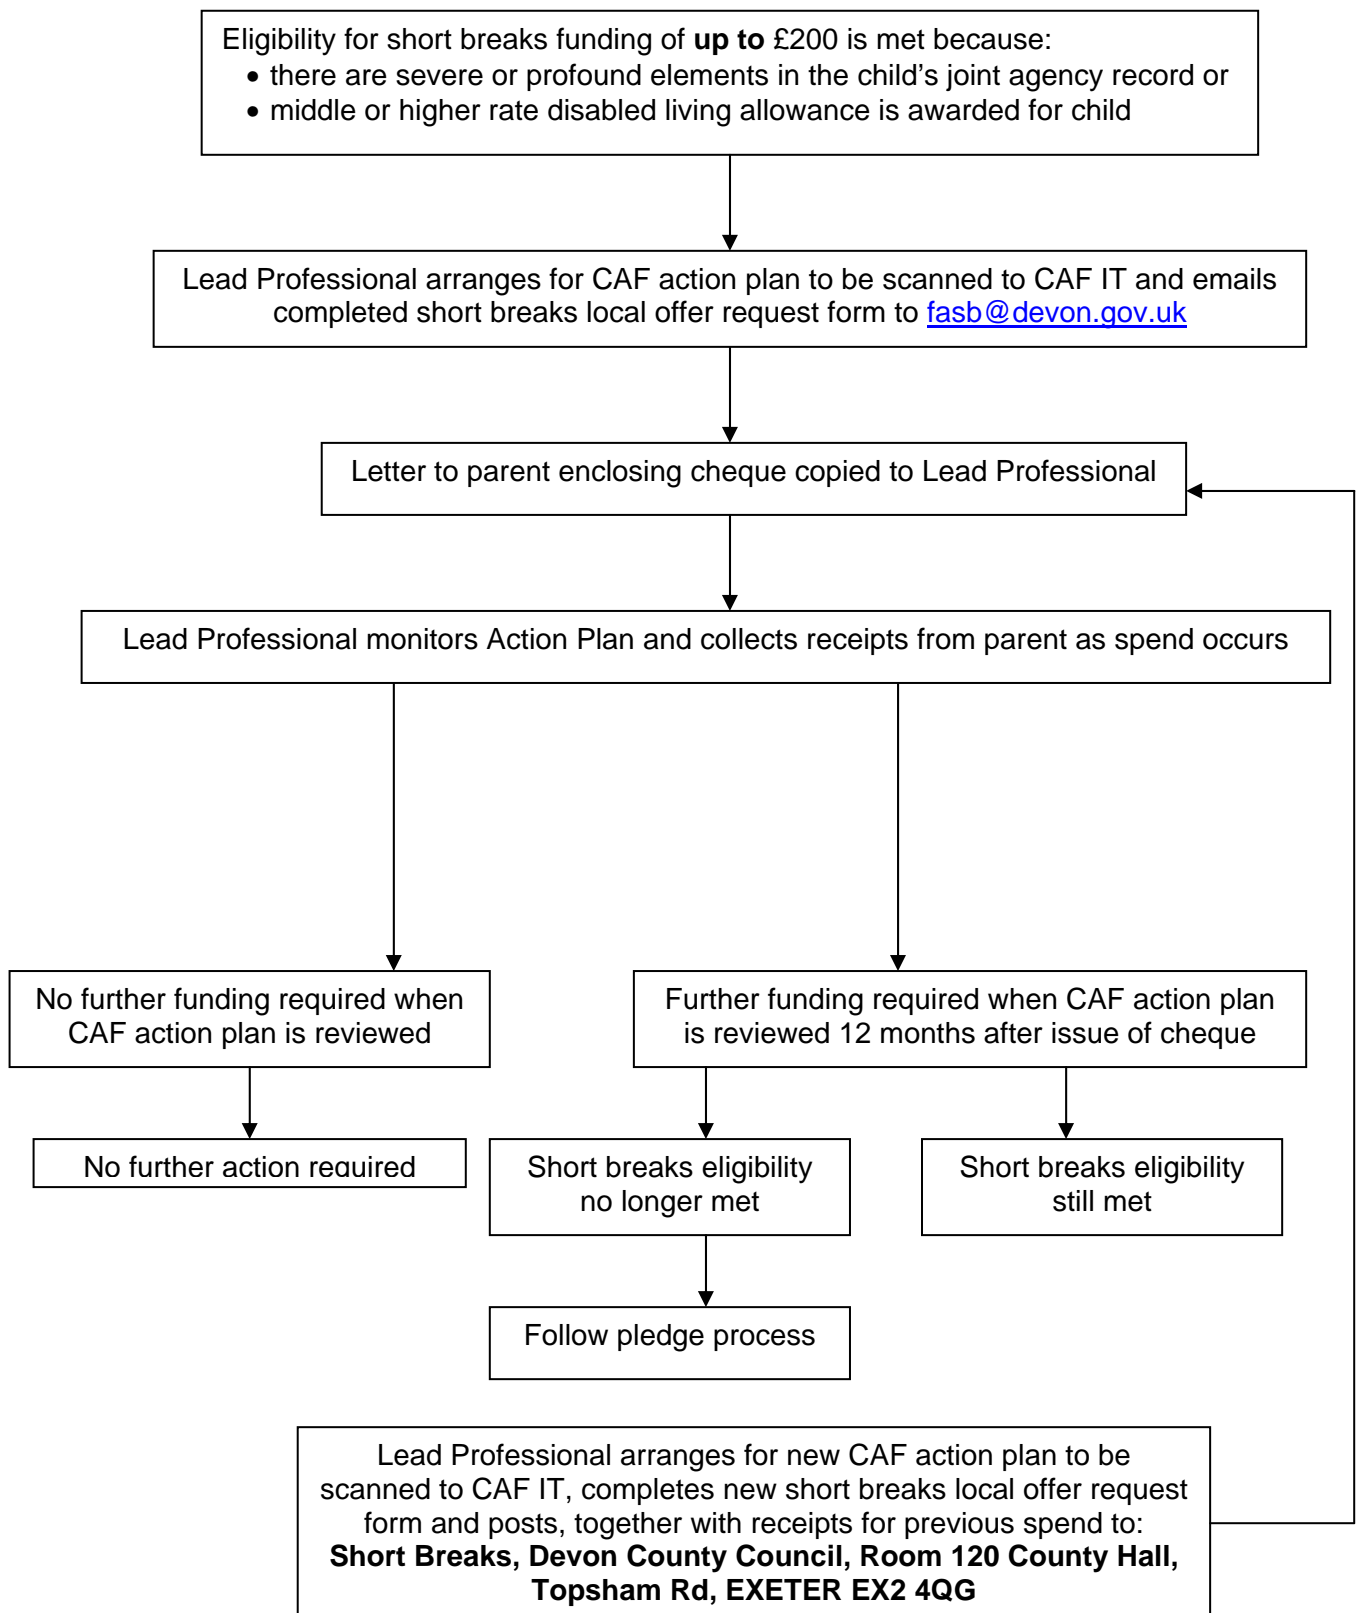 Eligibility for short breaks funding of up to £200 is met because:
• there are severe or profound elements in the child's joint agency record or
• middle or higher rate disabled living allowance is awarded for child
Lead Professional arranges for CAF action plan to be scanned to CAF IT and emails
completed short breaks local offer request form to fasb@devon.gov.uk
Letter to parent enclosing cheque copied to Lead Professional
Lead Professional monitors Action Plan and collects receipts from parent as spend occurs
No further funding required when
CAF action plan is reviewed
Further funding required when CAF action plan
is reviewed 12 months after issue of cheque
No further action required
Short breaks eligibility
no longer met
Short breaks eligibility
still met
Follow pledge process
Lead Professional arranges for new CAF action plan to be
scanned to CAF IT, completes new short breaks local offer request
form and posts, together with receipts for previous spend to:
Short Breaks, Devon County Council, Room 120 County Hall,
Topsham Rd, EXETER EX2 4QG